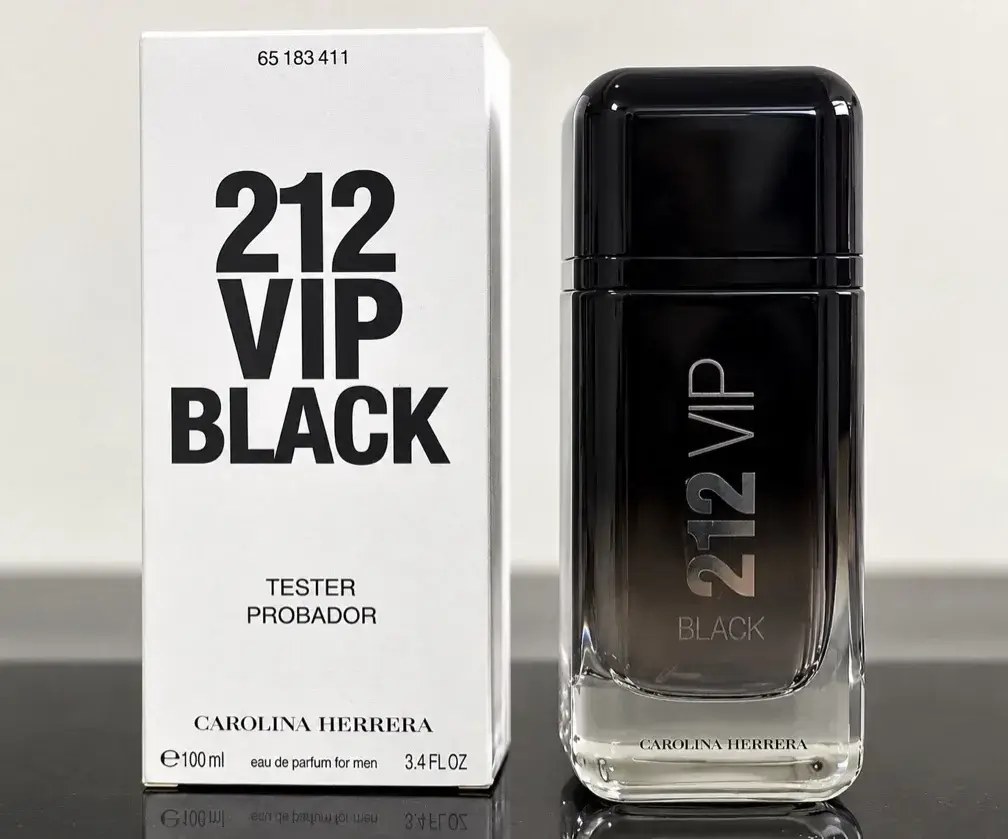 65 183 411
212
VIP
BLACK
TESTER
PROBADOR
CAROLINA HERRERA
℮100 ml eau de parfum for men 3.4 FL OZ
212 VIP
BLACK
CAROLINA HERRERA